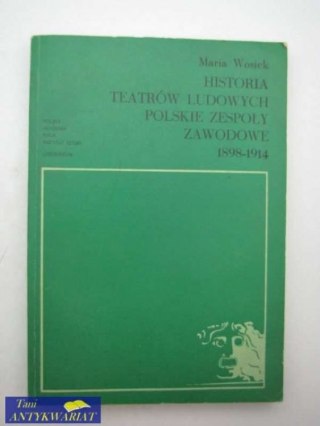 Maria Wosiek
HISTORIA
TEATRÓW LUDOWYCH
POLSKIE ZESPOŁY
ZAWODOWE
1898-1914
Tani
ANTYKWARIAT